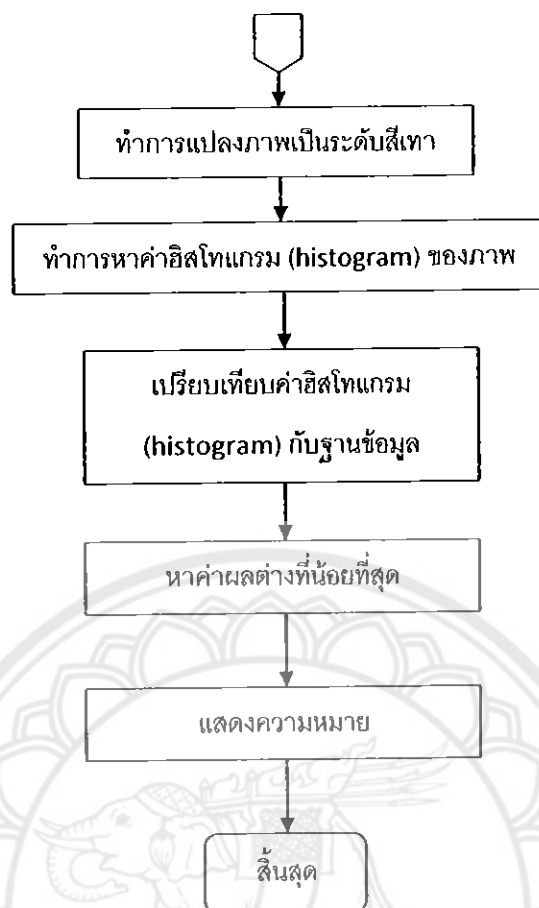 ทำการแปลงภาพเป็นระดับสีเทา
ทำการหาค่าฮิสโทแกรม (histogram) ของภาพ
เปรียบเทียบค่าฮิสโทแกรม
(histogram) กับฐานข้อมูล
หาค่าผลต่างที่น้อยที่สุด
แสดงความหมาย
สิ้นสุด